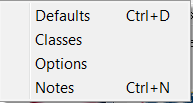 Defaults Ctrl+D
Classes
Options
Notes Ctrl+N